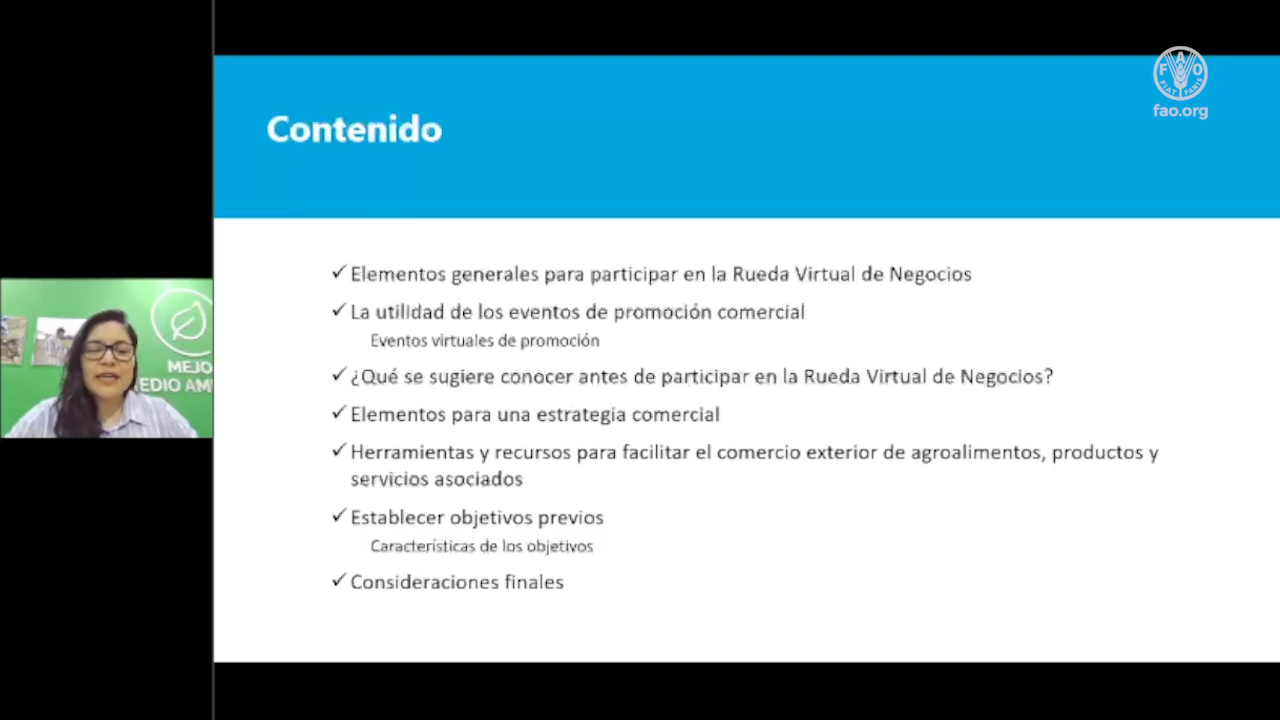 Contenido
✓ Elementos generales para participar en la Rueda Virtual de Negocios
✓ La utilidad de los eventos de promoción comercial
Eventos virtuales de promoción
✓ ¿Qué se sugiere conocer antes de participar en la Rueda Virtual de Negocios?
✓ Elementos para una estrategia comercial
✓ Herramientas y recursos para facilitar el comercio exterior de agroalimentos, productos y
servicios asociados
✓ Establecer objetivos previos
Características de los objetivos
✓ Consideraciones finales
FAO
FIAT PANIS
fao.org
MEJO
EDIO AM